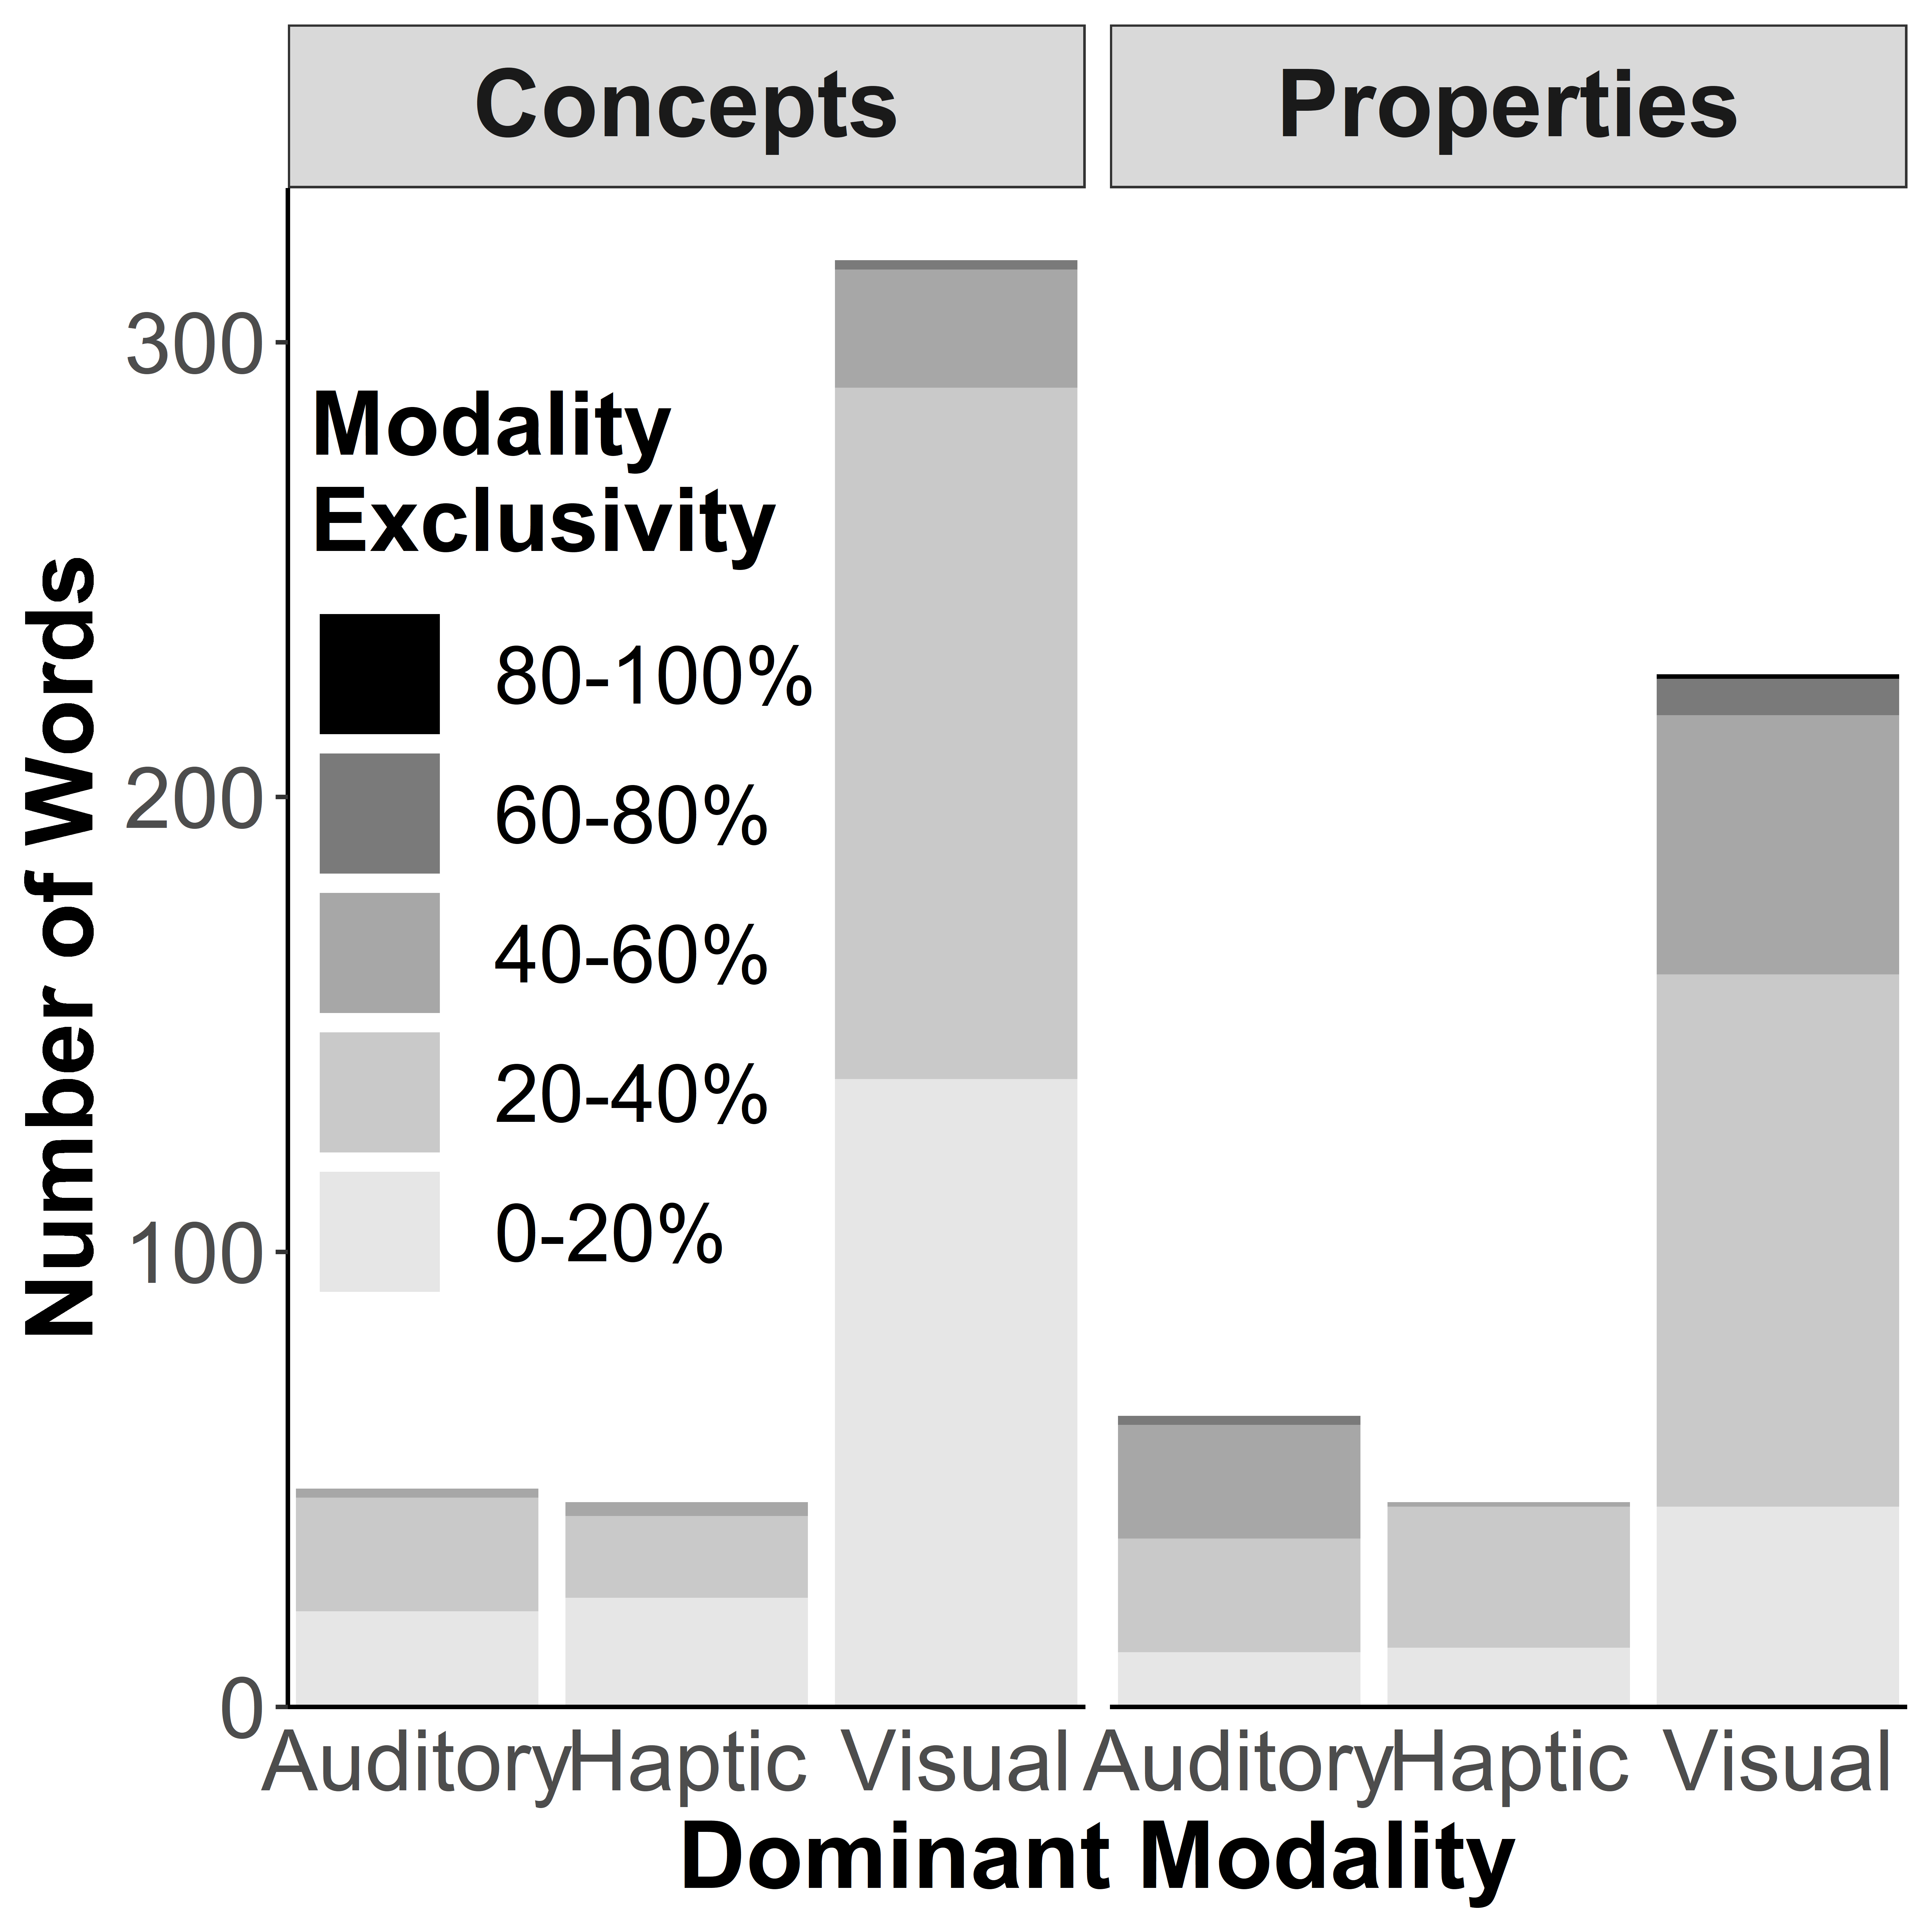 Concepts
Properties
300
200
100
0
Number of Words
Modality
Exclusivity
80-100%
60-80%
40-60%
20-40%
0-20%
Auditory Haptic Visual Auditory Haptic Visual
Dominant Modality